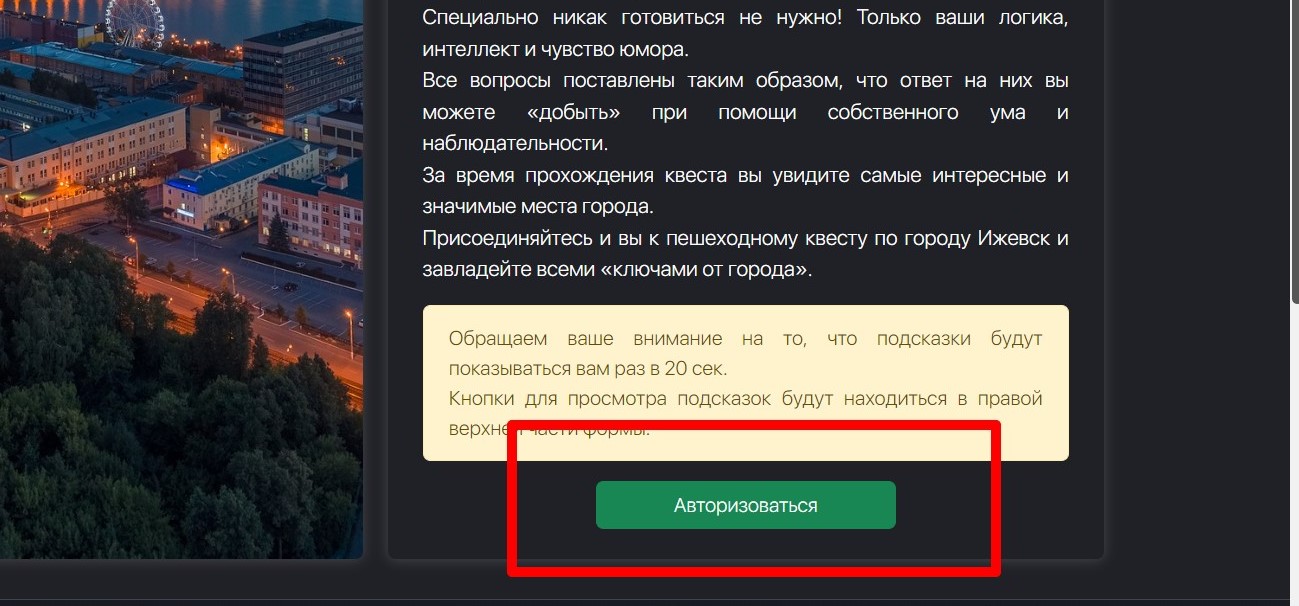 Специально никак готовиться не нужно! Только ваши логика,
интеллект и чувство юмора.
Все вопросы поставлены таким образом, что ответ на них вы
можете «добыть» при помощи собственного ума и
наблюдательности.
За время прохождения квеста вы увидите самые интересные и
значимые места города.
Присоединяйтесь и вы к пешеходному квесту по городу Ижевск и
завладейте всеми «ключами от города».
Обращаем ваше внимание на то, что подсказки будут
показываться вам раз в 20 сек.
Кнопки для просмотра подсказок будут находиться в правой
верхней части формы.
Авторизоваться